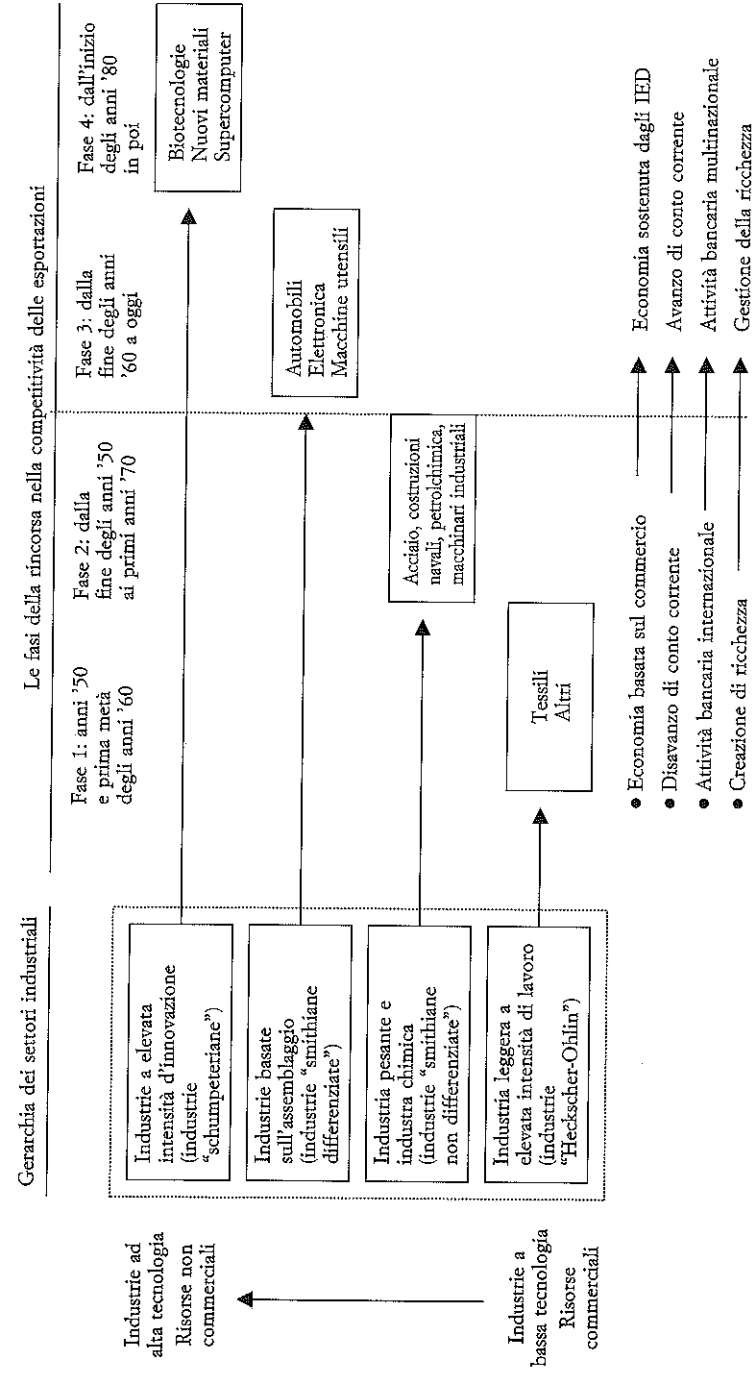 Gerarchia dei settori industriali
Le fasi della rincorsa nella competitività delle esportazioni
Fase 1: anni '50
e prima metà
degli anni '60
Fase 2: dalla
fine degli anni '50
ai primi anni '70
Fase 3: dalla
fine degli anni
'60 a oggi
Fase 4: dall'inizio
degli anni '80
in poi
Industrie ad
alta tecnologia
Risorse non
commerciali
Industrie a
bassa tecnologia
Risorse
commerciali
Industrie a elevata
intensità d'innovazione
(industrie
“schumpeteriane”)
Biotecnologie
Nuovi materiali
Supercomputer
Industrie basate
sull'assemblaggio
(industrie “smithiane
differenziate”)
Automobili
Elettronica
Macchine utensili
Industria pesante e
industra chimica
(industrie “smithiane
non differenziate”)
Acciaio, costruzioni
navali, petrolchimica,
macchinari industriali
Industria leggera a
elevata intensità di lavoro
(industrie
“Heckscher-Ohlin”)
Tessili
Altri
• Economia basata sul commercio Economia sostenuta dagli IED
• Disavanzo di conto corrente Avanzo di conto corrente
• Attività bancaria internazionale Attività bancaria multinazionale
• Creazione di ricchezza Gestione della ricchezza